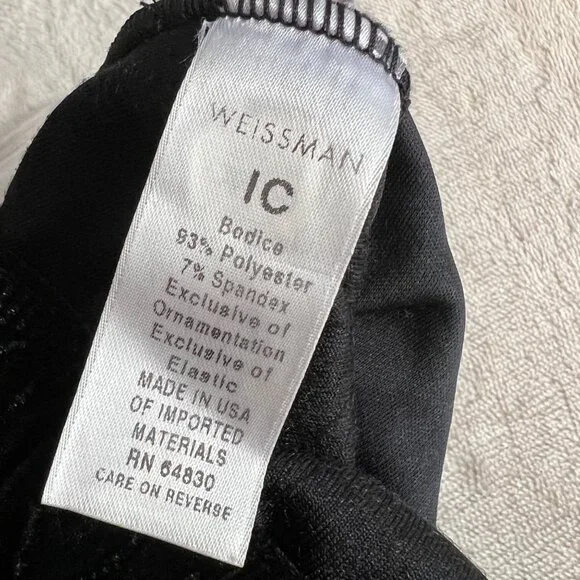 WEISSMAN
IC
Bodice
93% Polyester
7% Spandex
Exclusive of
Ornamentation
Exclusive of
Elastic
MADE IN USA
OF IMPORTED
MATERIALS
RN 64830
CARE ON REVERSE